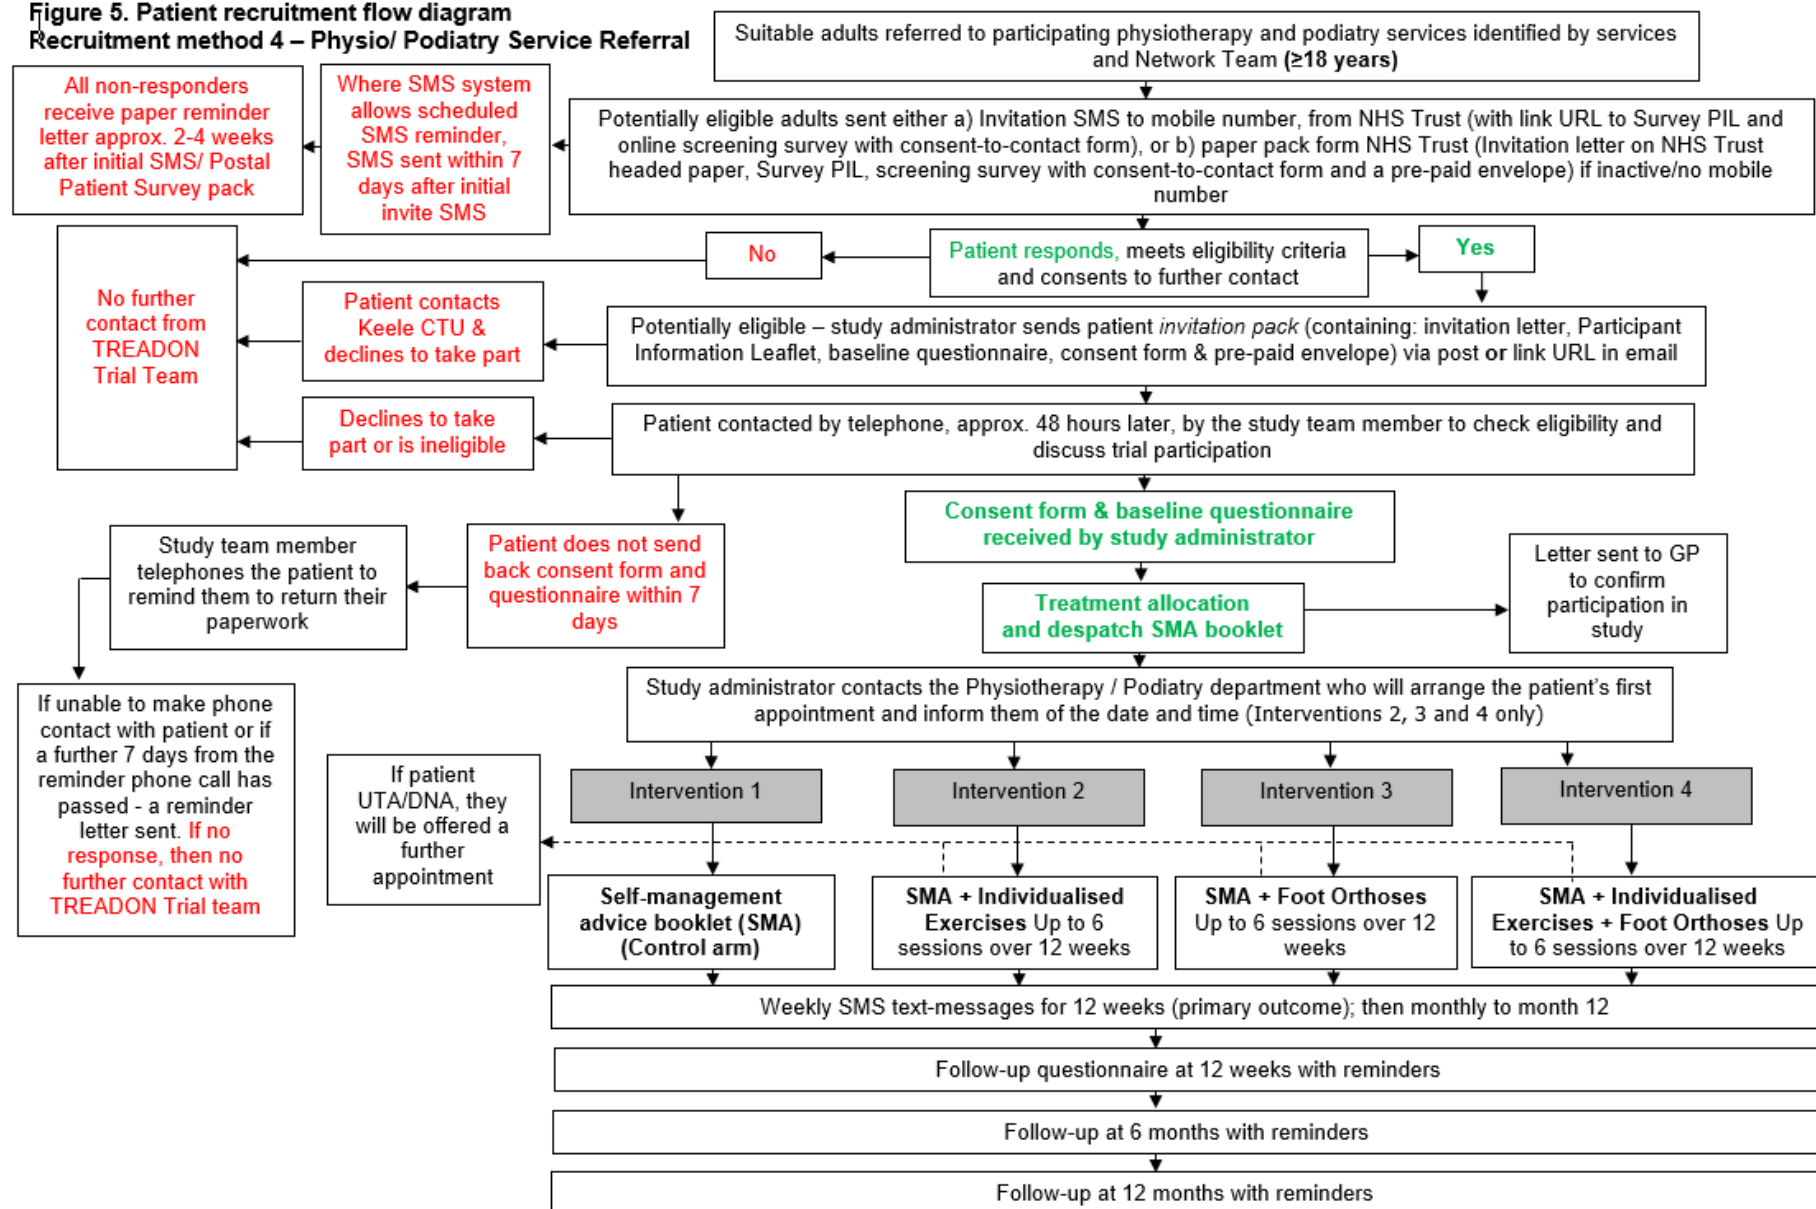 Figure 5. Patient recruitment flow diagram
Recruitment method 4 – Physio/ Podiatry Service Referral
Suitable adults referred to participating physiotherapy and podiatry services identified by services
and Network Team (≥18 years)
All non-responders
receive paper reminder
letter approx. 2-4 weeks
after initial SMS/ Postal
Patient Survey pack
Where SMS system
allows scheduled
SMS reminder,
SMS sent within 7
days after initial
invite SMS
Potentially eligible adults sent either a) Invitation SMS to mobile number, from NHS Trust (with link URL to Survey PIL and
online screening survey with consent-to-contact form), or b) paper pack form NHS Trust (Invitation letter on NHS Trust
headed paper, Survey PIL, screening survey with consent-to-contact form and a pre-paid envelope) if inactive/no mobile
number
No
Patient responds, meets eligibility criteria
and consents to further contact
Yes
No further
contact from
TREADON
Trial Team
Patient contacts
Keele CTU &
declines to take part
Potentially eligible – study administrator sends patient invitation pack (containing: invitation letter, Participant
Information Leaflet, baseline questionnaire, consent form & pre-paid envelope) via post or link URL in email
Declines to take
part or is ineligible
Patient contacted by telephone, approx. 48 hours later, by the study team member to check eligibility and
discuss trial participation
Consent form & baseline questionnaire
received by study administrator
Study team member
telephones the patient to
remind them to return their
paperwork
Patient does not send
back consent form and
questionnaire within 7
days
Treatment allocation
and despatch SMA booklet
Letter sent to GP
to confirm
participation in
study
Study administrator contacts the Physiotherapy / Podiatry department who will arrange the patient's first
appointment and inform them of the date and time (Interventions 2, 3 and 4 only)
If unable to make phone
contact with patient or if
a further 7 days from the
reminder phone call has
passed - a reminder
letter sent. If no
response, then no
further contact with
TREADON Trial team
If patient
UTA/DNA, they
will be offered a
further
appointment
Intervention 1
Intervention 2
Intervention 3
Intervention 4
Self-management
advice booklet (SMA)
(Control arm)
SMA + Individualised
Exercises Up to 6
sessions over 12 weeks
SMA + Foot Orthoses
Up to 6 sessions over 12
weeks
SMA + Individualised
Exercises + Foot Orthoses Up
to 6 sessions over 12 weeks
Weekly SMS text-messages for 12 weeks (primary outcome); then monthly to month 12
Follow-up questionnaire at 12 weeks with reminders
Follow-up at 6 months with reminders
Follow-up at 12 months with reminders